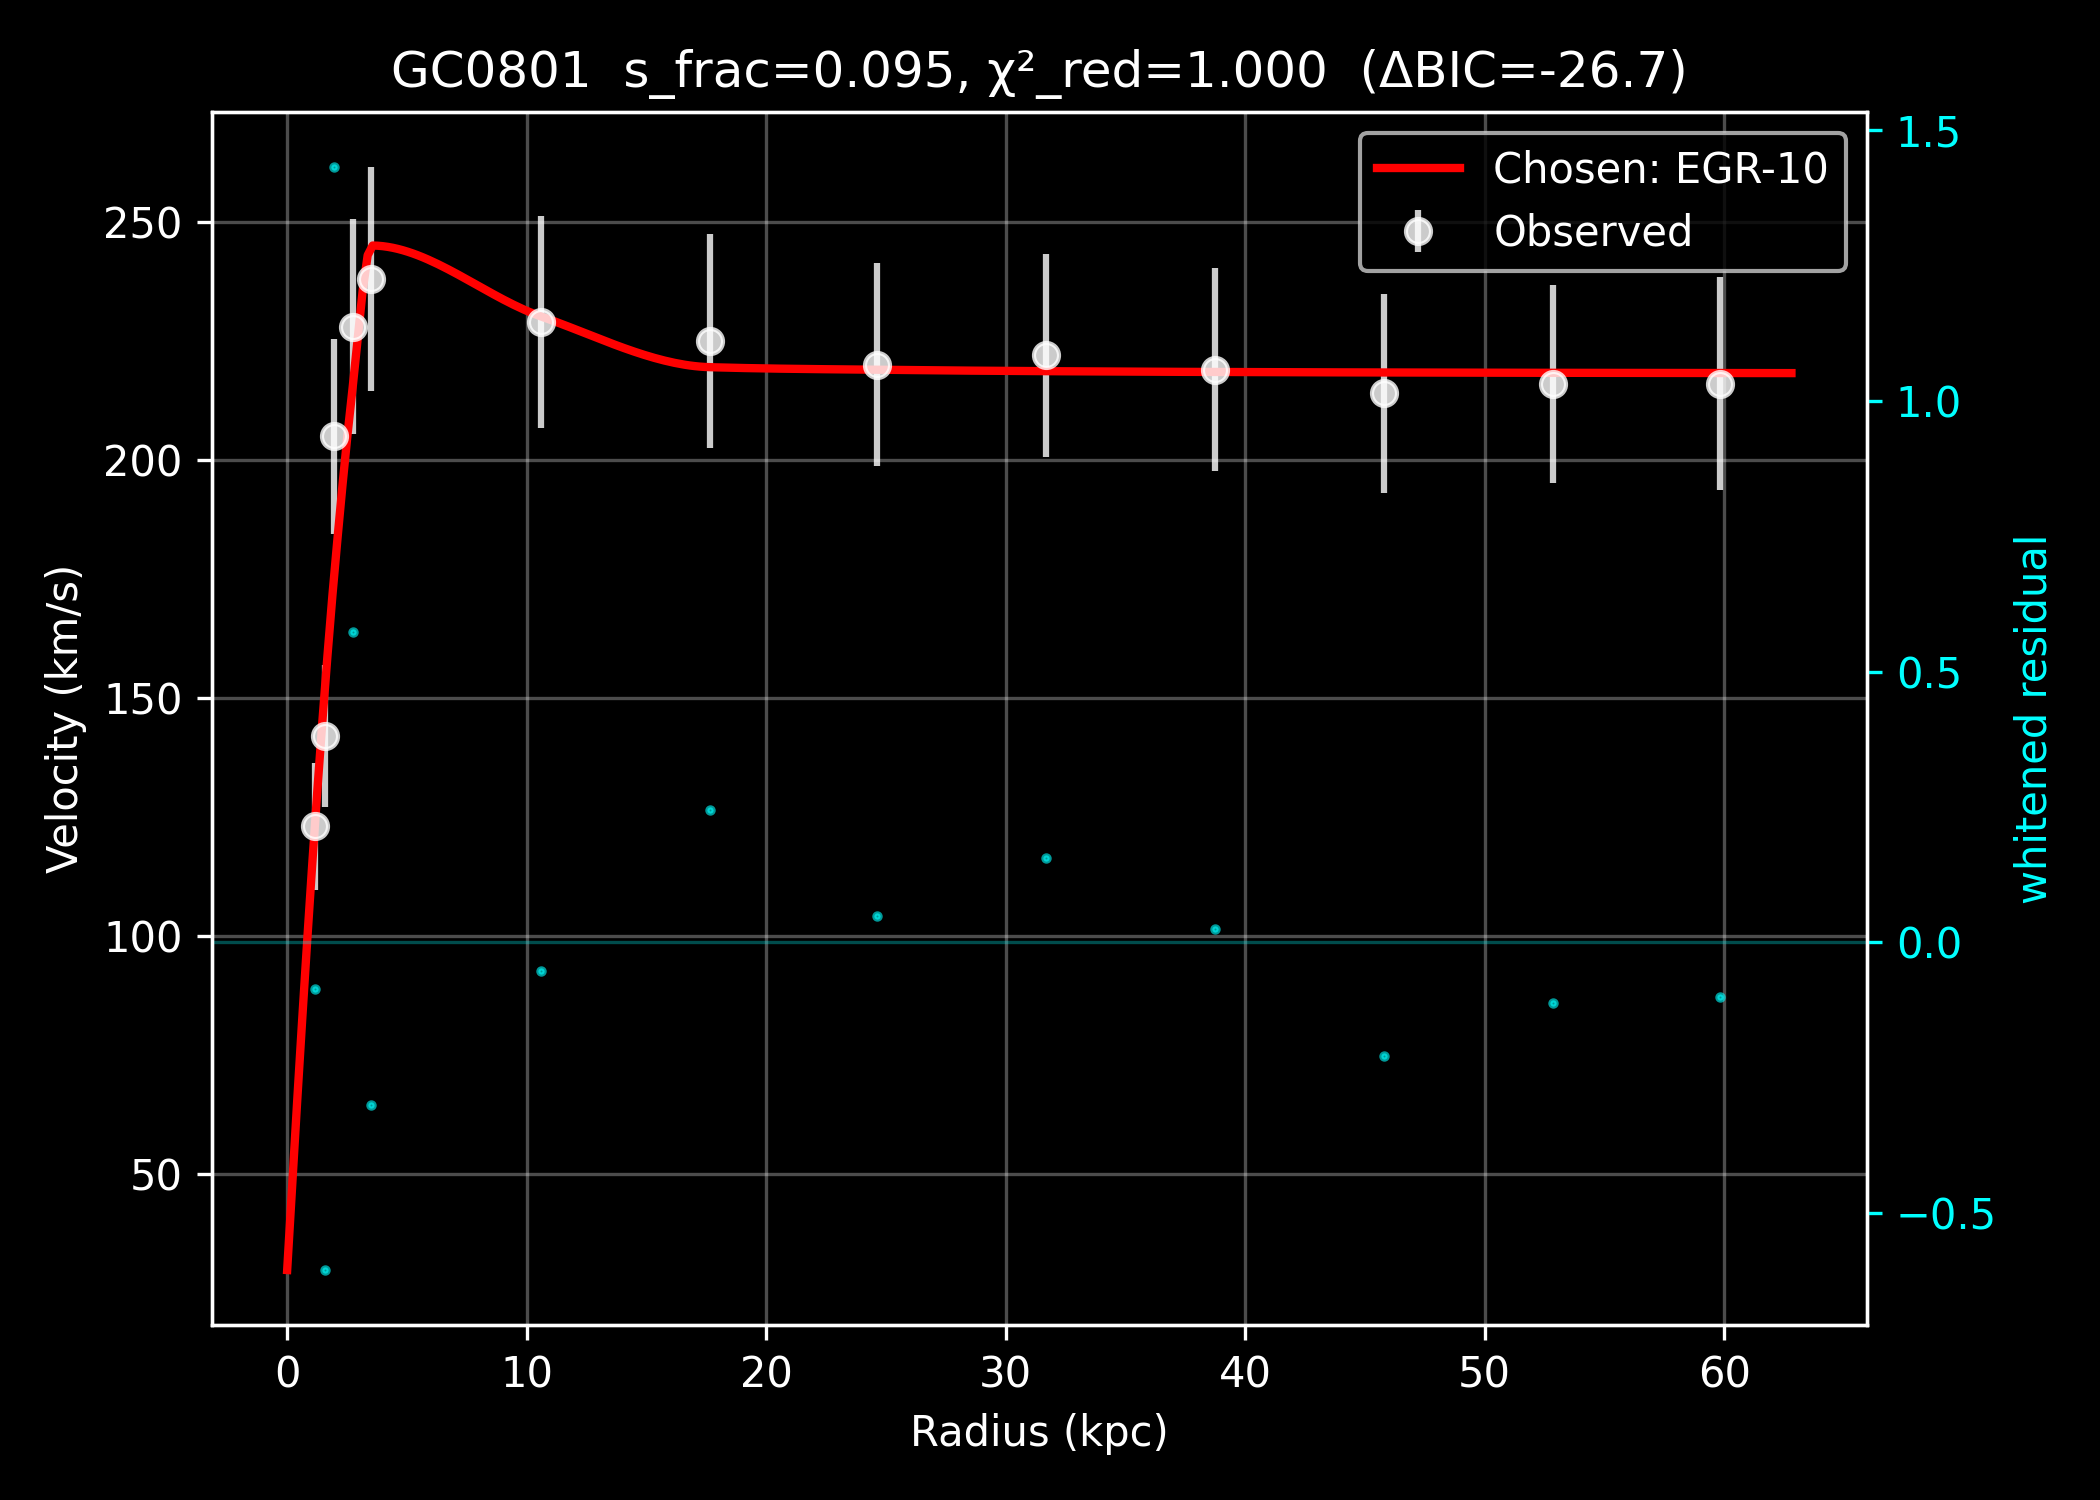 GC0801  s_frac=0.095, χ²_red=1.000  (ΔBIC=-26.7)
Chosen: EGR-10
Observed
Velocity (km/s)
250
200
150
100
50
1.5
1.0
0.5
0.0
−0.5
whitened residual
0 10 20 30 40 50 60
Radius (kpc)